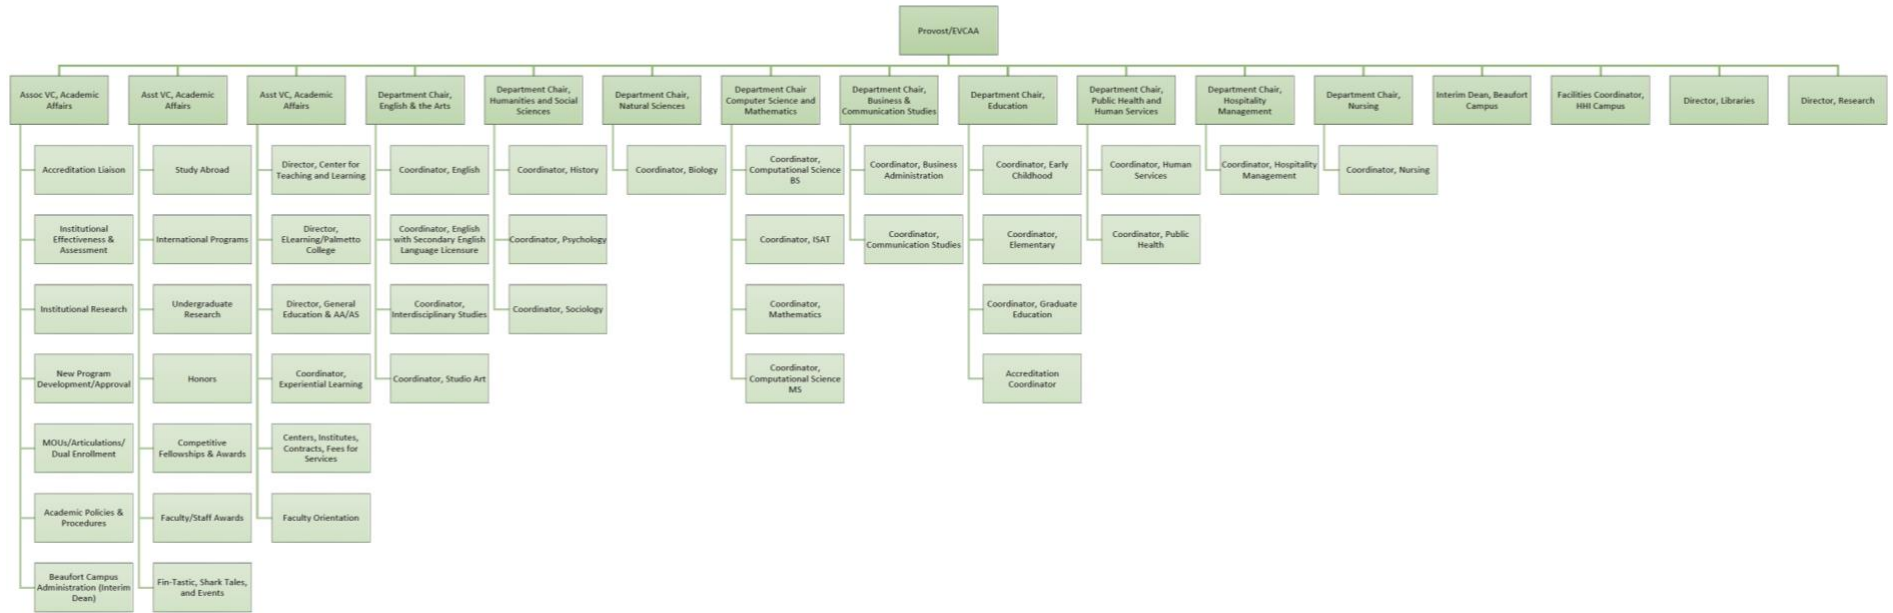 Provost/EVCAA
Assoc VC, Academic
Affairs
Asst VC, Academic
Affairs
Asst VC, Academic
Affairs
Department Chair,
English & the Arts
Department Chair,
Humanities and Social
Sciences
Department Chair,
Natural Sciences
Department Chair
Computer Science and
Mathematics
Department Chair,
Business &
Communication Studies
Department Chair,
Education
Department Chair,
Public Health and
Human Services
Department Chair,
Hospitality
Management
Department Chair,
Nursing
Interim Dean, Beaufort
Campus
Facilities Coordinator,
HHI Campus
Director, Libraries
Director, Research
Accreditation Liaison
Institutional
Effectiveness &
Assessment
Institutional Research
New Program
Development/Approval
MOUs/Articulations/
Dual Enrollment
Academic Policies &
Procedures
Beaufort Campus
Administration (Interim
Dean)
Study Abroad
International Programs
Undergraduate
Research
Honors
Competitive
Fellowships & Awards
Faculty/Staff Awards
Fin-Tastic, Shark Tales,
and Events
Director, Center for
Teaching and Learning
Director,
ELearning/Palmetto
College
Director, General
Education & AA/AS
Coordinator,
Experiential Learning
Centers, Institutes,
Contracts, Fees for
Services
Faculty Orientation
Coordinator, English
Coordinator, English
with Secondary English
Language Licensure
Coordinator,
Interdisciplinary Studies
Coordinator, Studio Art
Coordinator, History
Coordinator, Psychology
Coordinator, Sociology
Coordinator, Biology
Coordinator,
Computational Science
BS
Coordinator, ISAT
Coordinator,
Mathematics
Coordinator,
Computational Science
MS
Coordinator, Business
Administration
Coordinator,
Communication Studies
Coordinator, Early
Childhood
Coordinator,
Elementary
Coordinator, Graduate
Education
Accreditation
Coordinator
Coordinator, Human
Services
Coordinator, Public
Health
Coordinator, Hospitality
Management
Coordinator, Nursing